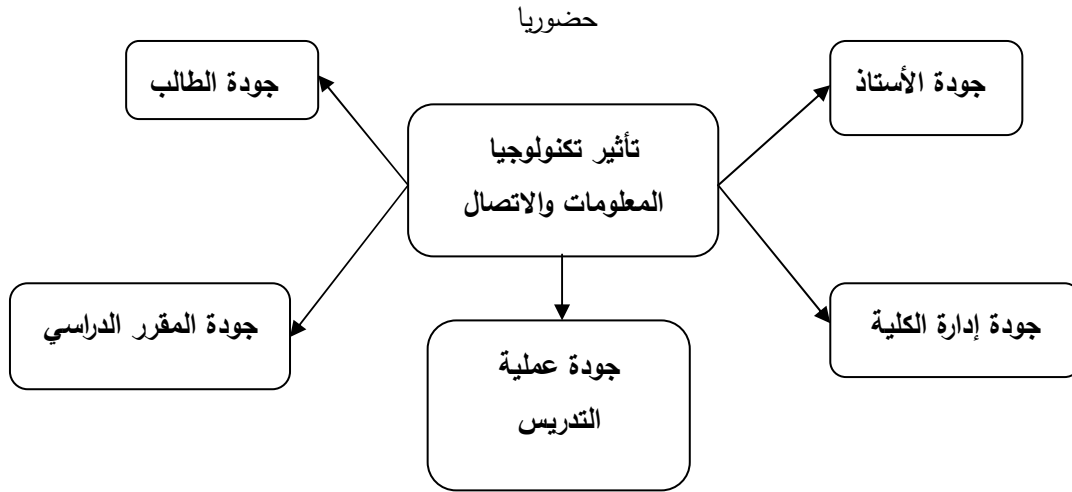 حضوريا
جودة الأستاذ
جودة الطالب
تأثير تكنولوجيا
المعلومات والاتصال
جودة إدارة الكلية
جودة المقرر الدراسي
جودة عملية
التدريس